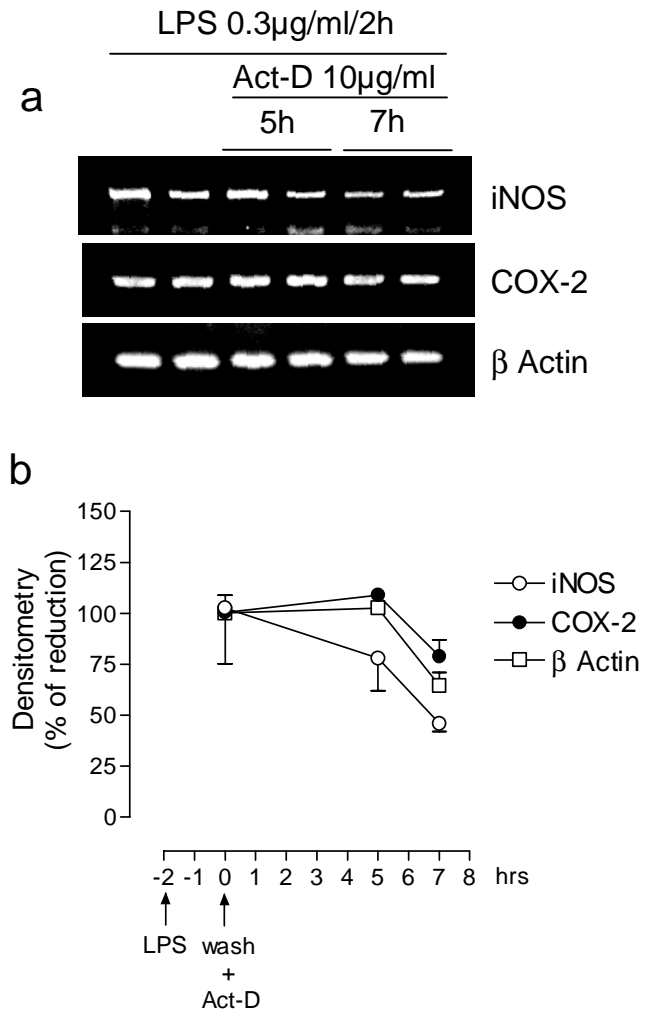 LPS 0.3µg/ml/2h
Act-D 10µg/ml
a
5h 7h
iNOS
COX-2
β Actin
b
Densitometry
(% of reduction)
150
125
100
75
50
25
0
iNOS
COX-2
β Actin
-2 -1 0 1 2 3 4 5 6 7 8 hrs
LPS wash
+
Act-D